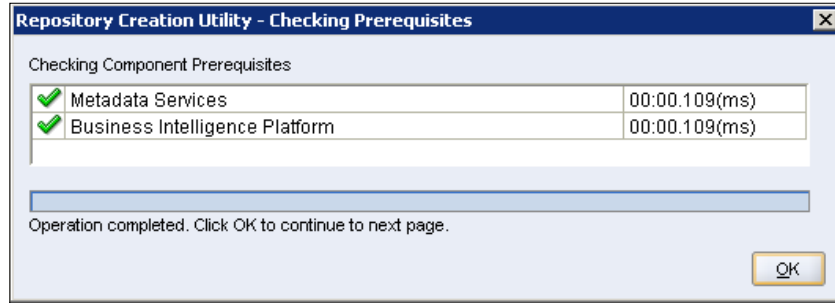 Repository Creation Utility - Checking Prerequisites
Checking Component Prerequisites
Metadata Services 00:00.109(ms)
Business Intelligence Platform 00:00.109(ms)
Operation completed. Click OK to continue to next page.
OK